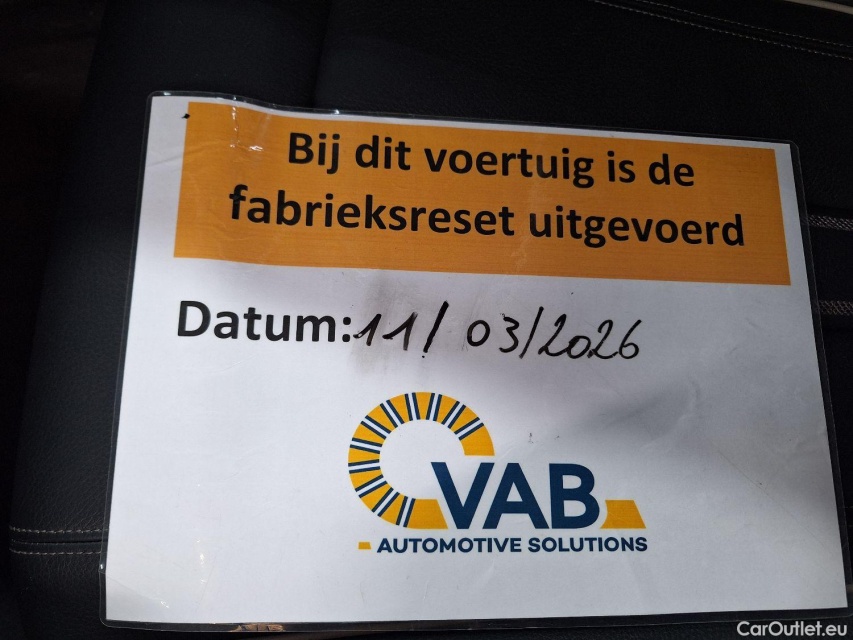 Bij dit voertuig is de
fabrieksreset uitgevoerd
Datum: 11/03/2026
VAB
AUTOMOTIVE SOLUTIONS
CarOutlet.eu